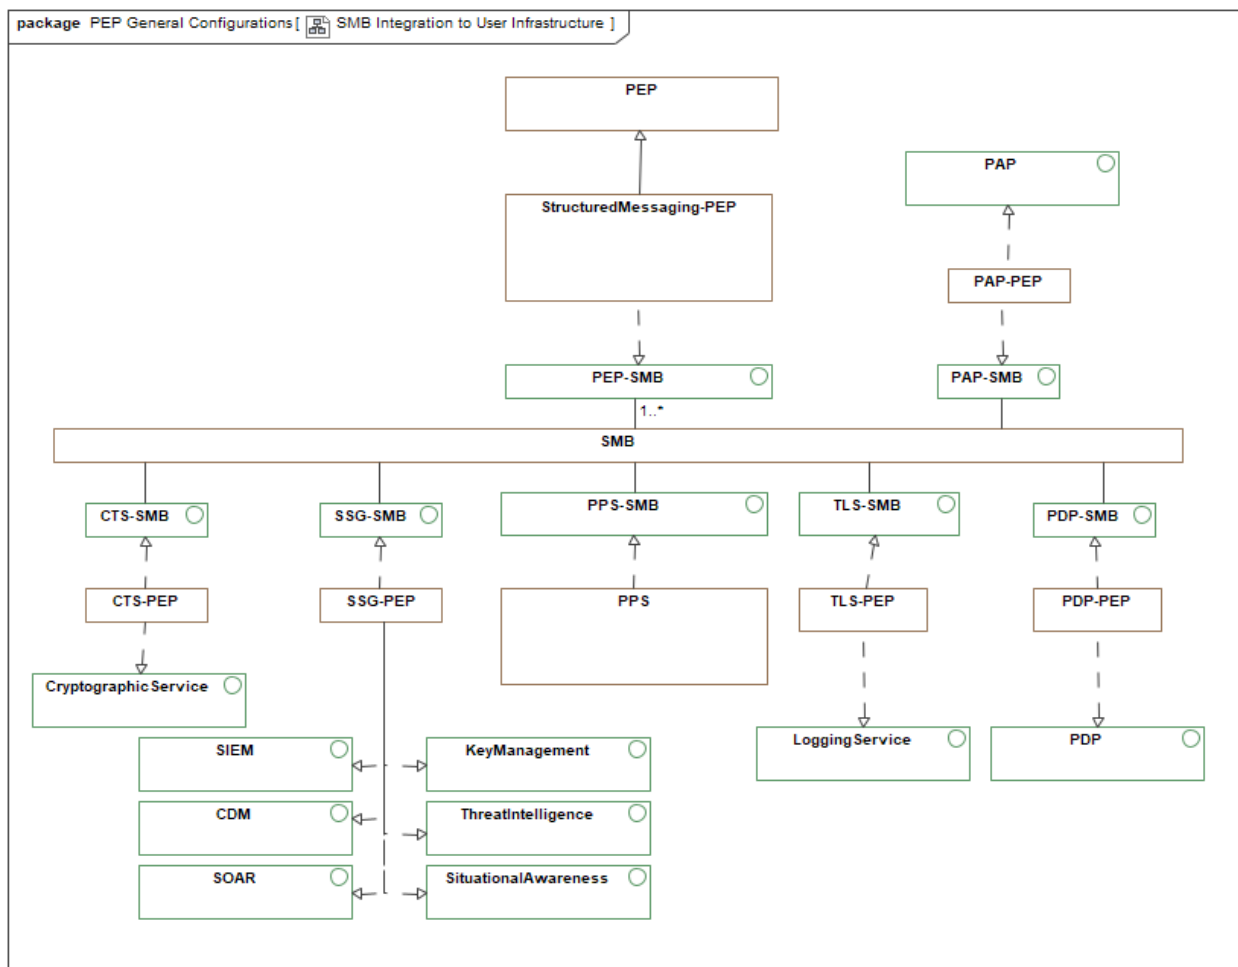 package PEP General Configurations [ SMB Integration to User Infrastructure ]
PEP
PAP
StructuredMessaging-PEP
PAP-PEP
PEP-SMB
PAP-SMB
1..*
SMB
CTS-SMB
SSG-SMB
PPS-SMB
TLS-SMB
PDP-SMB
CTS-PEP
SSG-PEP
PPS
TLS-PEP
PDP-PEP
CryptographicService
SIEM
KeyManagement
LoggingService
PDP
CDM
ThreatIntelligence
SOAR
SituationalAwareness